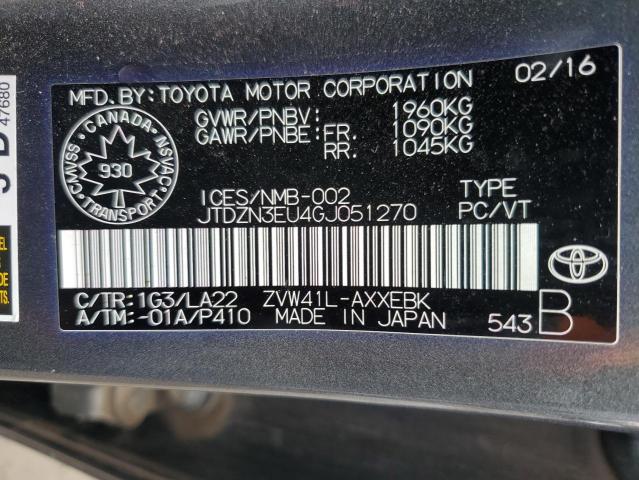 MFD.BY:TOYOTA MOTOR CORPORATION 02/16
GVWR/PNBV: 1960KG
GAWR/PNBE:FR. 1090KG
RR. 1045KG
CANADA
CMVSS
NSVAC
930
TRANSPORT
ICES/NMB-002 TYPE
JTDZN3EU4GJ051270 PC/VT
C/TR:1G3/LA22 ZVW41L-AXXEBK
A/TM:-01A/P410 MADE IN JAPAN 543 B
47680